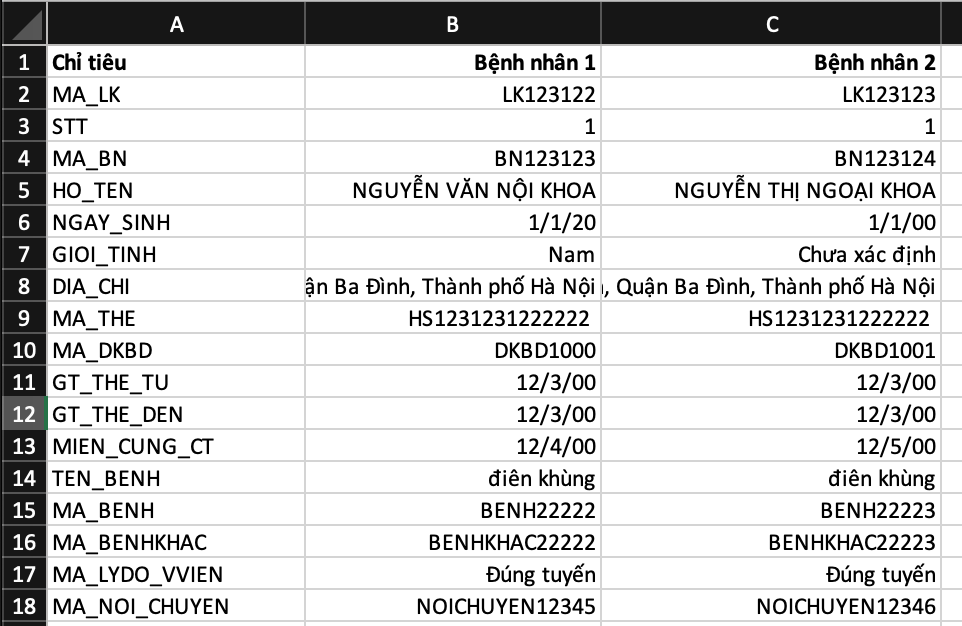 A B C
1 Chỉ tiêu Bệnh nhân 1 Bệnh nhân 2
2 MA_LK LK123122 LK123123
3 STT 1 1
4 MA_BN BN123123 BN123124
5 HO_TEN NGUYỄN VĂN NỘI KHOA NGUYỄN THỊ NGOẠI KHOA
6 NGAY_SINH 1/1/20 1/1/00
7 GIOI_TINH Nam Chưa xác định
8 DIA_CHI ận Ba Đình, Thành phố Hà Nội , Quận Ba Đình, Thành phố Hà Nội
9 MA_THE HS1231231222222 HS1231231222222
10 MA_DKBD DKBD1000 DKBD1001
11 GT_THE_TU 12/3/00 12/3/00
12 GT_THE_DEN 12/3/00 12/3/00
13 MIEN_CUNG_CT 12/4/00 12/5/00
14 TEN_BENH điên khùng điên khùng
15 MA_BENH BENH22222 BENH22223
16 MA_BENHKHAC BENHKHAC22222 BENHKHAC22223
17 MA_LYDO_VVIEN Đúng tuyến Đúng tuyến
18 MA_NOI_CHUYEN NOICHUYEN12345 NOICHUYEN12346